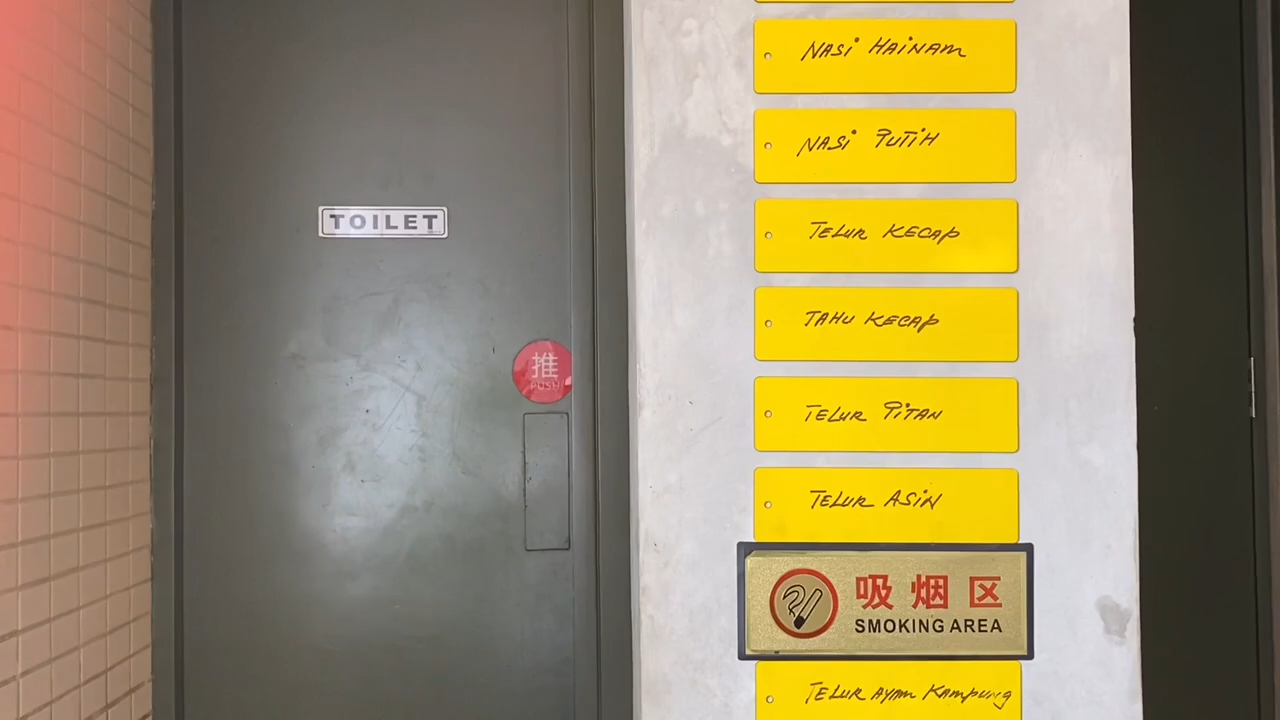 TOILET
推
PUSH
NASi HAiNAM
NASi PUTiH
TELUR KECAP
TAHU KECAP
TELUR PiTAN
TELUR ASiN
吸烟区
SMOKING AREA
TELUR AYAM KAMPUNG